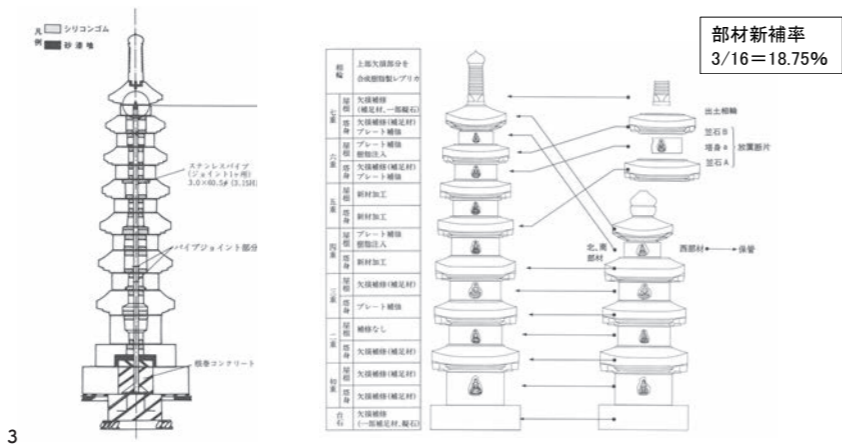 凡例 シリコンゴム
砂漆喰
ステンレスパイプ
(ジョイント1ヶ所)
パイプジョイント部分
根巻コンクリート
3
相輪 上部欠損部分を
合成樹脂製レプリカ
七重 屋根 欠損補修
(補足材、一部擬石)
塔身 欠損補修(補足材)
プレート補強
六重 屋根 プレート補強
樹脂注入
塔身 欠損補修(補足材)
プレート補強
五重 屋根 新材加工
塔身 新材加工
四重 屋根 プレート補強
樹脂注入
塔身 新材加工
三重 屋根 欠損補修(補足材)
塔身 プレート補強
二重 屋根 補修なし
塔身 欠損補修(補足材)
初重 屋根 欠損補修(補足材)
塔身 欠損補修(補足材)
台石 欠損補修
(一部補足材、擬石)
部材新補率
3/16=18.75%
出土相輪
笠石 B
塔身 a 放置断片
笠石 A
北、南
部材
西部材 保管